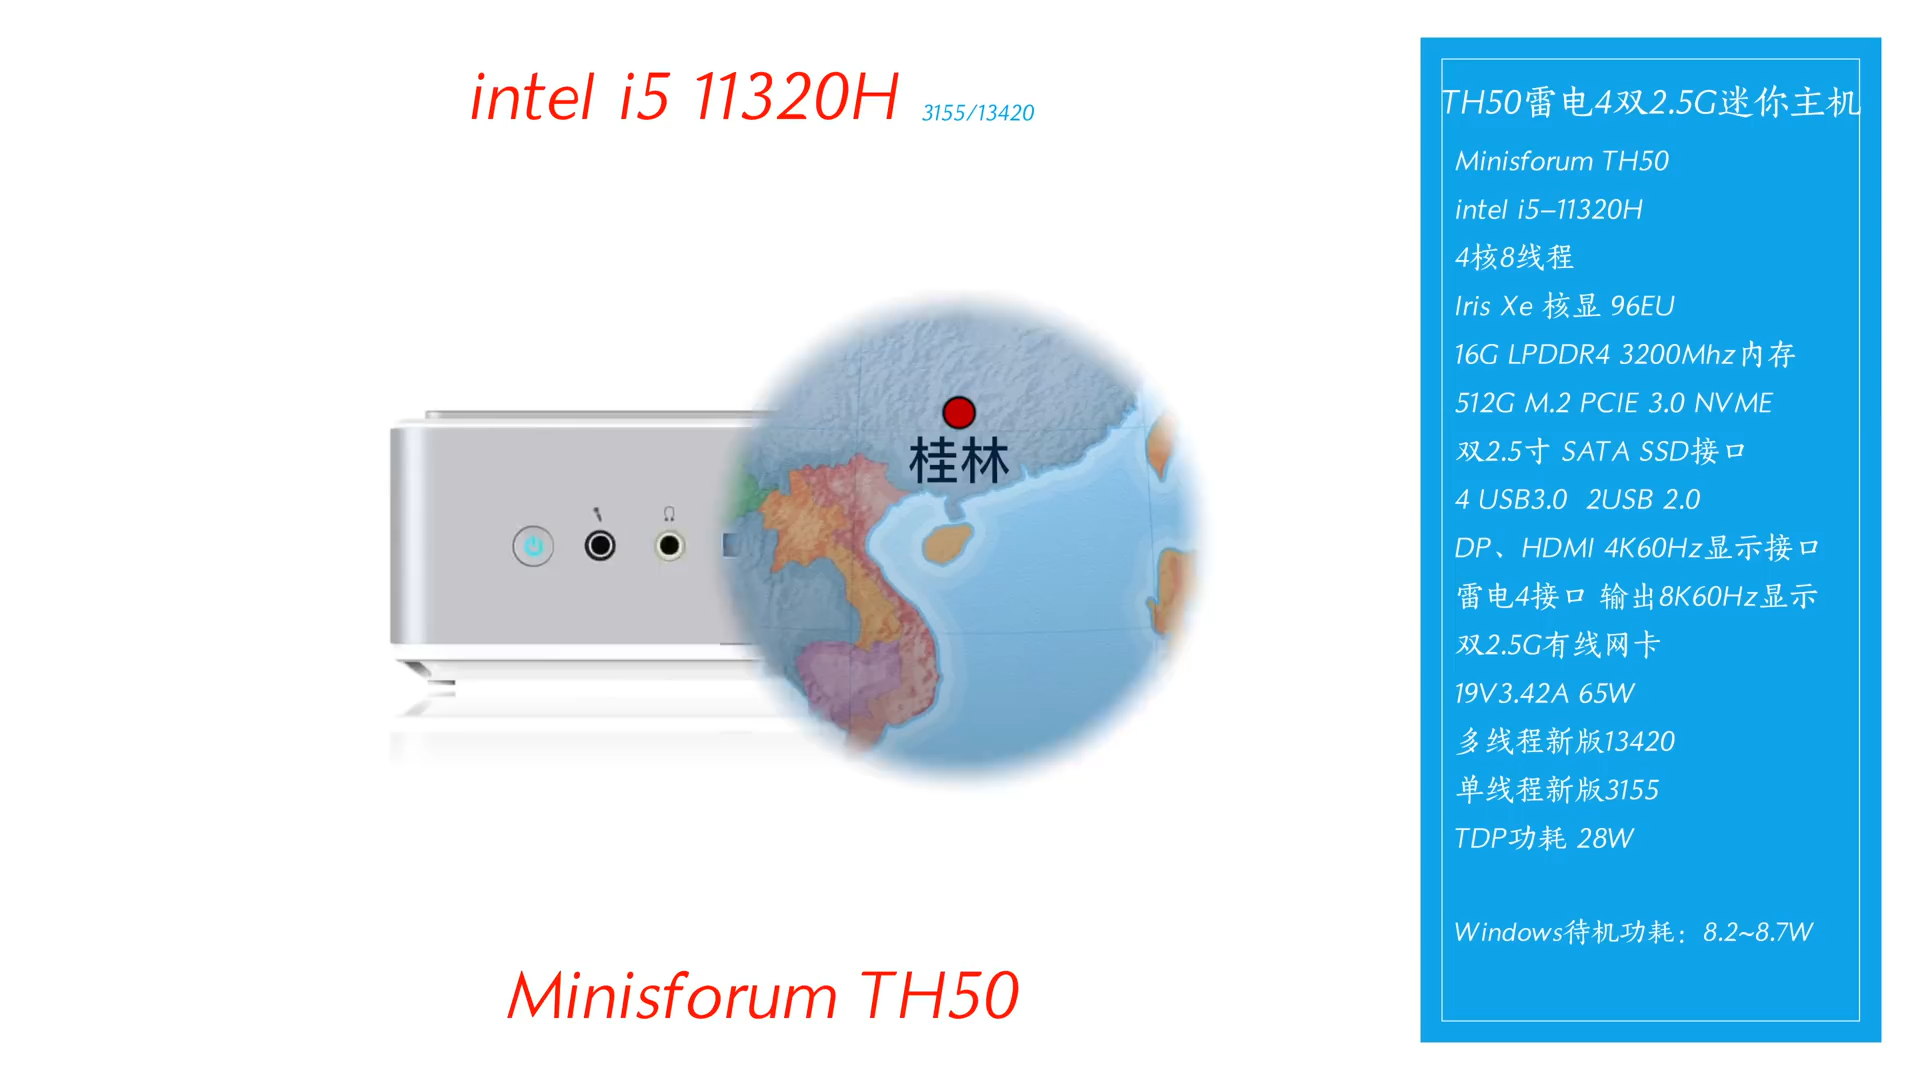 intel i5 11320H 3155/13420
桂林
Minisforum TH50
TH50雷电4双2.5G迷你主机
Minisforum TH50
intel i5-11320H
4核8线程
Iris Xe 核显 96EU
16G LPDDR4 3200Mhz内存
512G M.2 PCIE 3.0 NVME
双2.5寸 SATA SSD接口
4 USB3.0  2USB 2.0
DP、HDMI 4K60Hz显示接口
雷电4接口 输出8K60Hz显示
双2.5G有线网卡
19V3.42A 65W
多线程新版13420
单线程新版3155
TDP功耗 28W
Windows待机功耗：8.2~8.7W